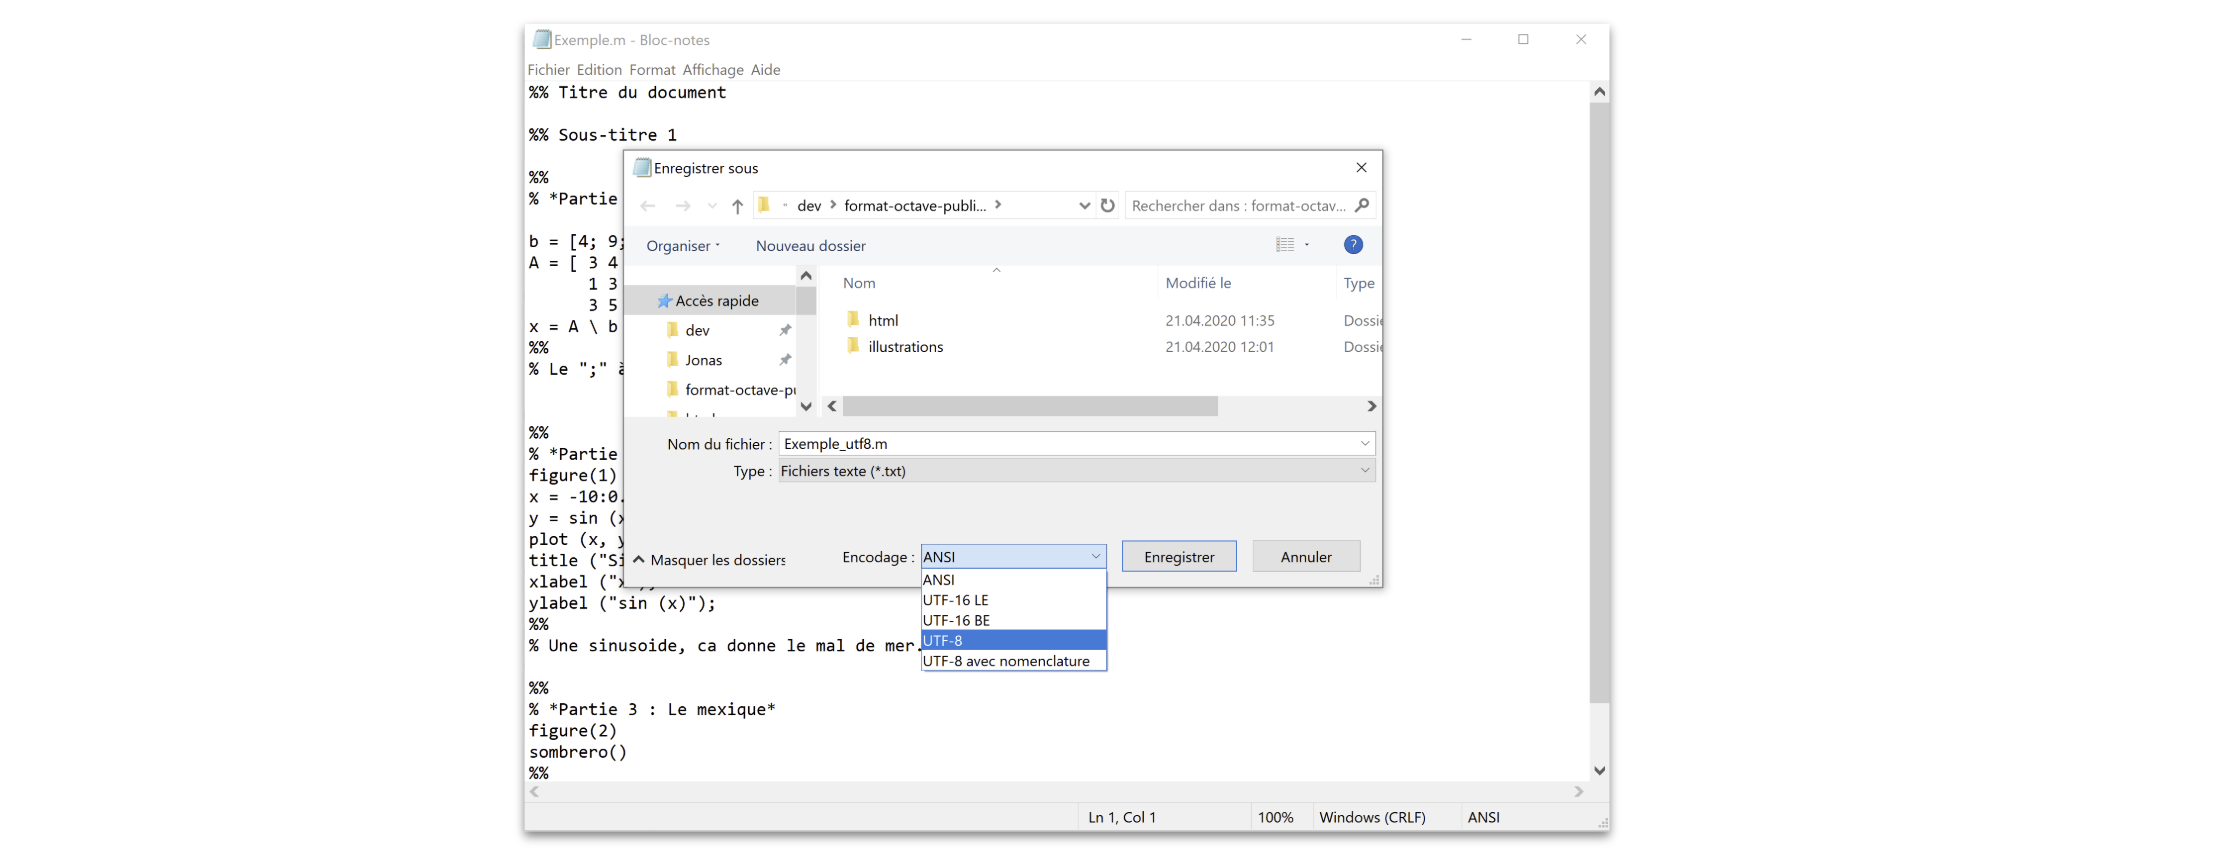 Exemple.m - Bloc-notes
Fichier Edition Format Affichage Aide
%% Titre du document
%% Sous-titre 1
%%
% *Partie
b = [4; 9;
A = [ 3 4
1 3
3 5
x = A \ b
%%
% Le ";" à
%%
% *Partie
figure(1)
x = -10:0.
y = sin (x
plot (x, y
title ("Si
xlabel ("x
ylabel ("sin (x)");
%%
% Une sinusoide, ca donne le mal de mer.
%%
% *Partie 3 : Le mexique*
figure(2)
sombrero()
%%
Ln 1, Col 1 100% Windows (CRLF) ANSI
Enregistrer sous
« dev > format-octave-publi... >
Rechercher dans : format-octav...
Organiser Nouveau dossier ?
Accès rapide
dev
Jonas
format-octave-pu
Nom Modifié le Type
html 21.04.2020 11:35 Dossie
illustrations 21.04.2020 12:01 Dossie
Nom du fichier : Exemple_utf8.m
Type : Fichiers texte (*.txt)
Masquer les dossiers Encodage : ANSI Enregistrer Annuler
ANSI
UTF-16 LE
UTF-16 BE
UTF-8
UTF-8 avec nomenclature